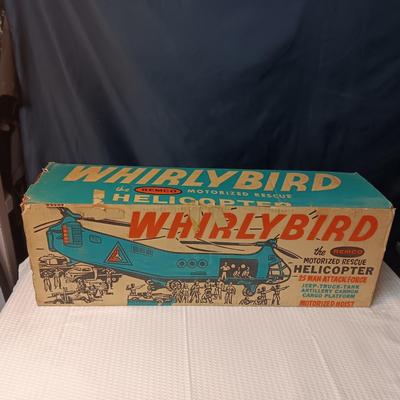 WHIRLYBIRD
the REMCO MOTORIZED RESCUE
HELICOPTER
WHIRLYBIRD
the REMCO
MOTORIZED RESCUE
HELICOPTER
25 MAN ATTACK FORCE
JEEP-TRUCK-TANK
ARTILLERY CANNON
CARGO PLATFORM
MOTORIZED HOIST